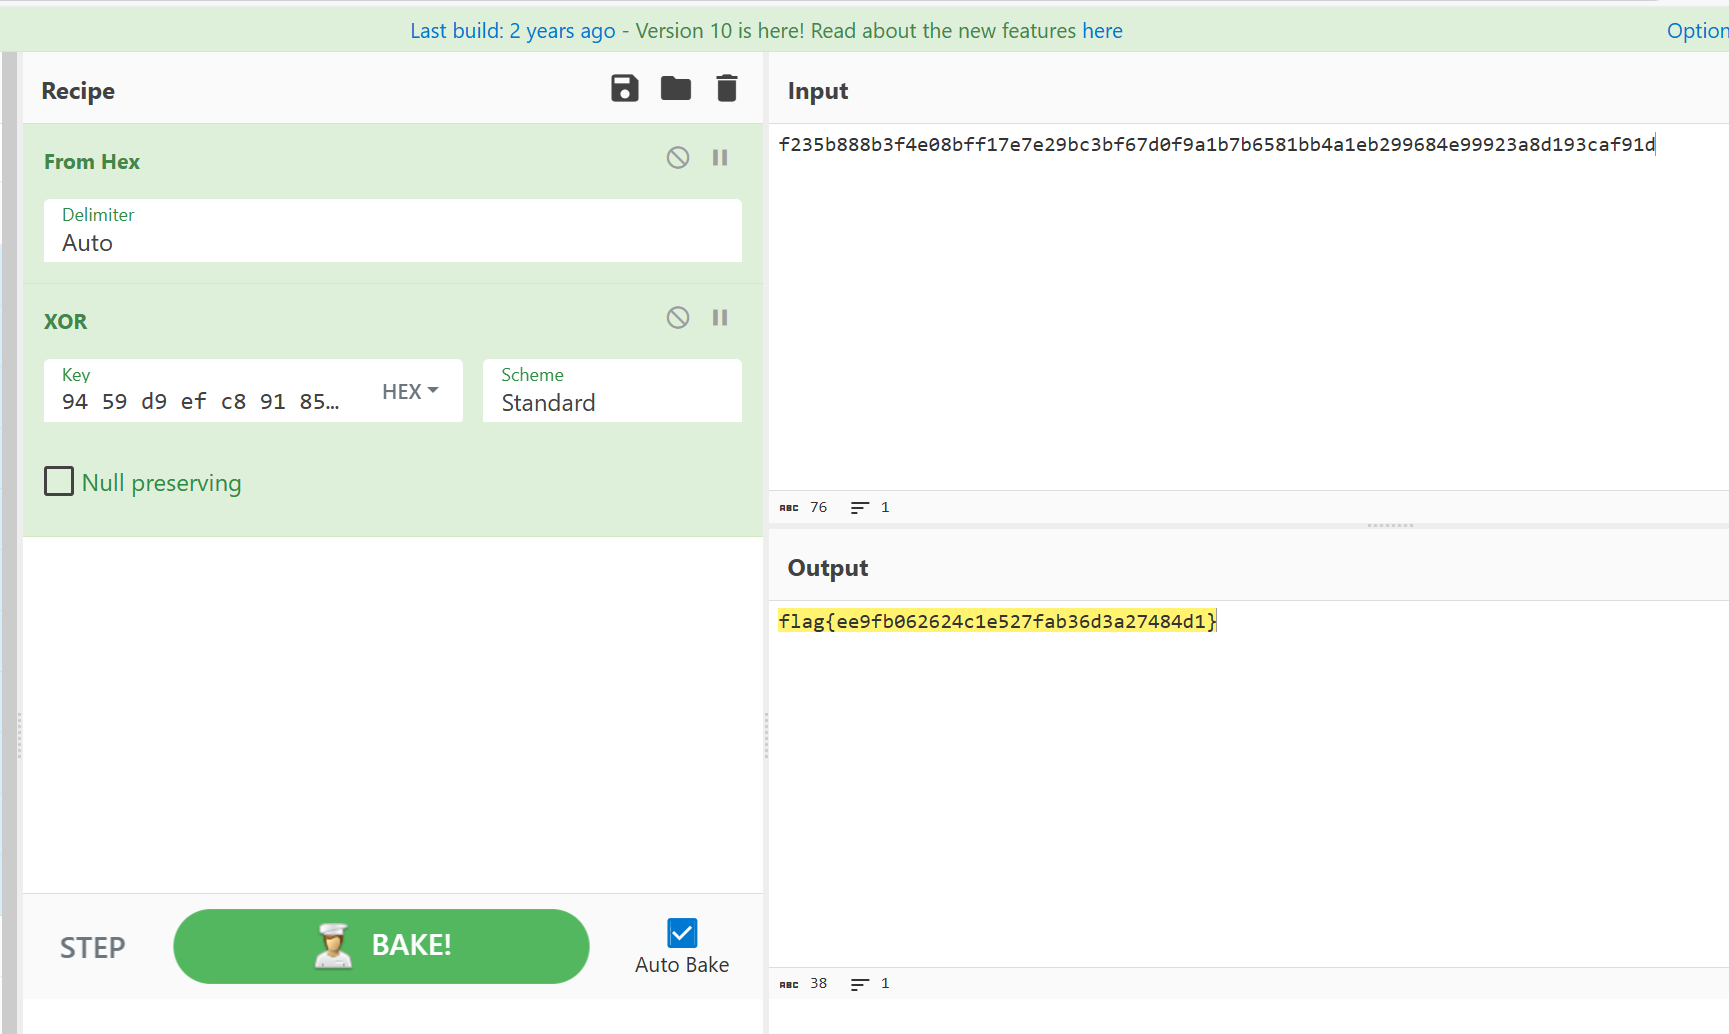 Last build: 2 years ago - Version 10 is here! Read about the new features here
Option
Recipe
From Hex
Delimiter
Auto
XOR
Key
94 59 d9 ef c8 91 85…
HEX
Scheme
Standard
Null preserving
STEP
BAKE!
Auto Bake
Input
f235b888b3f4e08bff17e7e29bc3bf67d0f9a1b7b6581bb4a1eb299684e99923a8d193caf91d
ABC 76 1
Output
flag{ee9fb062624c1e527fab36d3a27484d1}
ABC 38 1